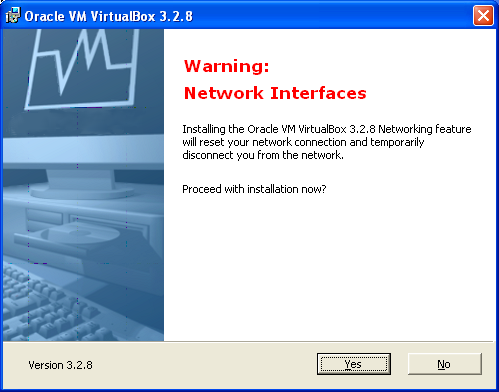 Oracle VM VirtualBox 3.2.8
Warning:
Network Interfaces
Installing the Oracle VM VirtualBox 3.2.8 Networking feature
will reset your network connection and temporarily
disconnect you from the network.
Proceed with installation now?
Version 3.2.8
Yes
No